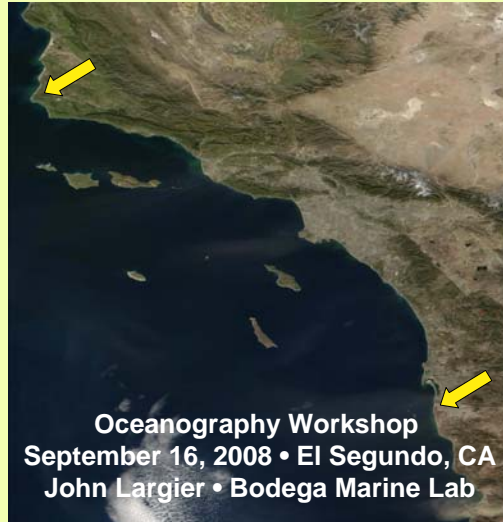 Oceanography Workshop
September 16, 2008 • El Segundo, CA
John Largier • Bodega Marine Lab